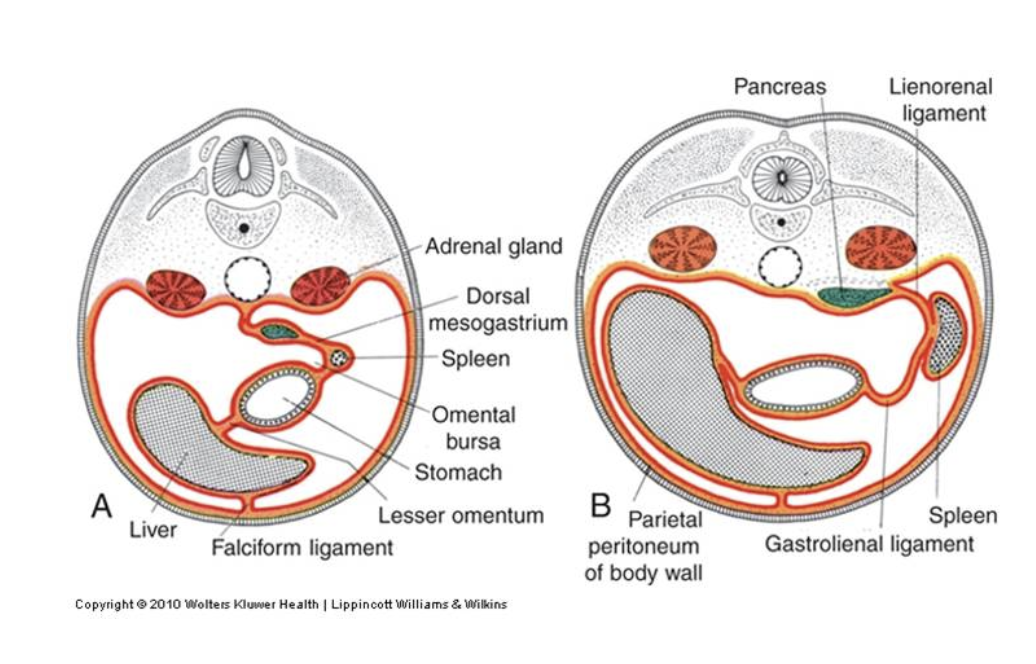 Adrenal gland
Dorsal
mesogastrium
Spleen
Omental
bursa
Stomach
Lesser omentum
A
Liver
Falciform ligament
Pancreas
Lienorenal
ligament
B
Parietal
peritoneum
of body wall
Spleen
Gastrolienal ligament
Copyright © 2010 Wolters Kluwer Health | Lippincott Williams & Wilkins